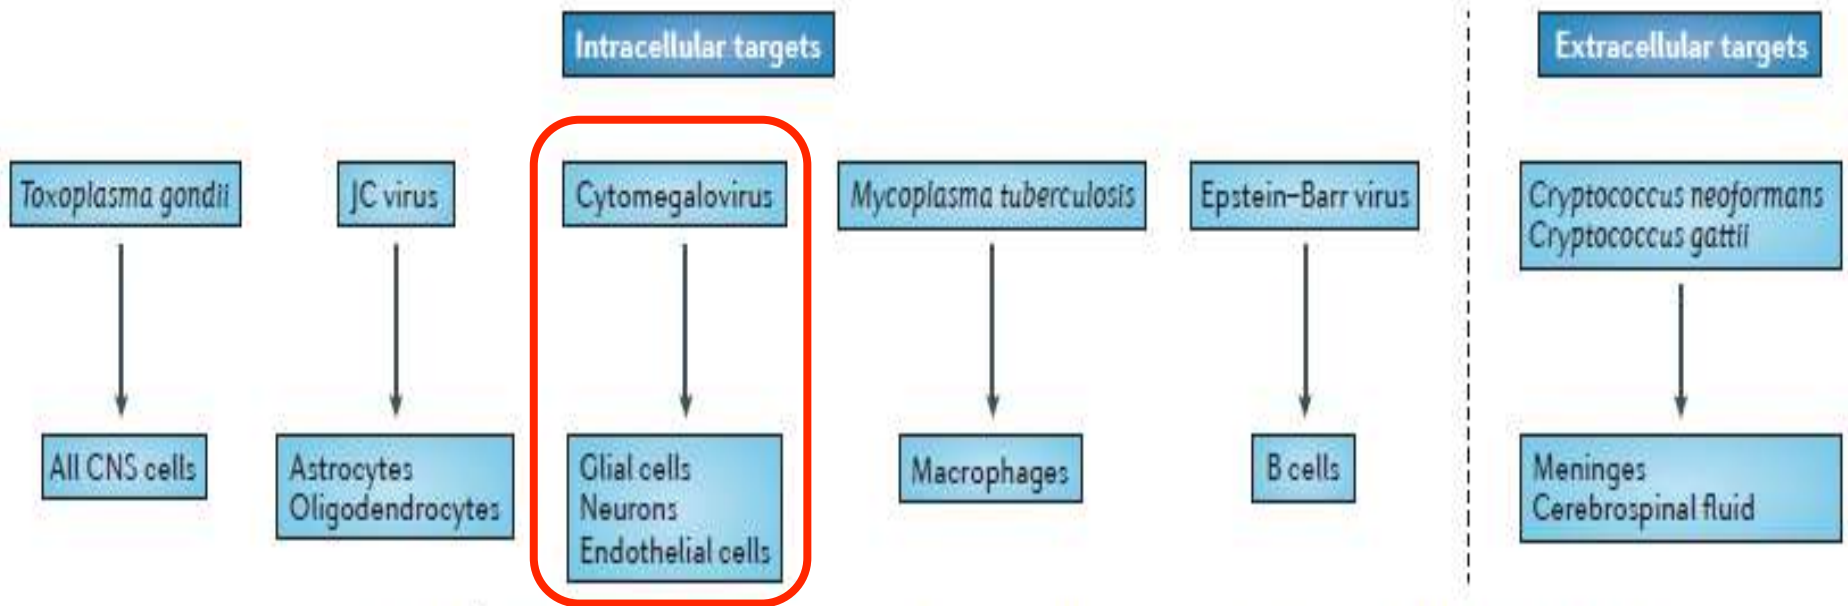 Intracellular targets
Extracellular targets
Toxoplasma gondii
JC virus
Cytomegalovirus
Mycoplasma tuberculosis
Epstein–Barr virus
Cryptococcus neoformans
Cryptococcus gattii
All CNS cells
Astrocytes
Oligodendrocytes
Glial cells
Neurons
Endothelial cells
Macrophages
B cells
Meninges
Cerebrospinal fluid